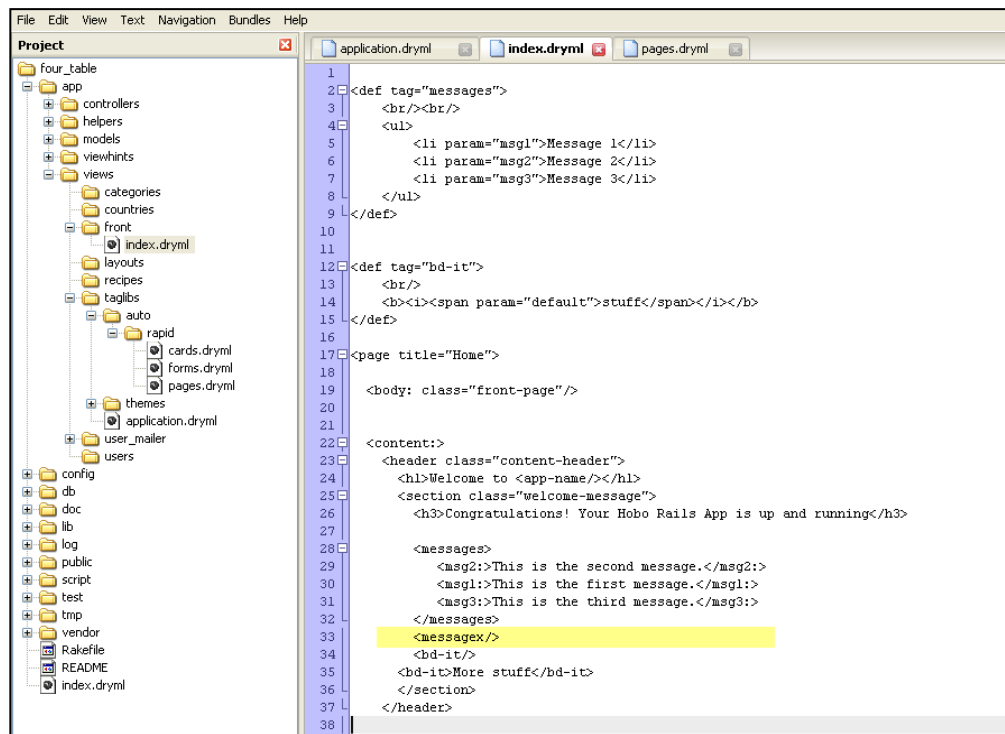 File Edit View Text Navigation Bundles Help
Project
four_table
app
controllers
helpers
models
viewhints
views
categories
countries
front
index.dryml
layouts
recipes
taglibs
auto
rapid
cards.dryml
forms.dryml
pages.dryml
themes
application.dryml
user_mailer
users
config
db
doc
lib
log
public
script
test
tmp
vendor
Rakefile
README
index.dryml
application.dryml index.dryml pages.dryml
1
2 <def tag="messages">
3 <br/><br/>
4 <ul>
5 <li param="msg1">Message 1</li>
6 <li param="msg2">Message 2</li>
7 <li param="msg3">Message 3</li>
8 </ul>
9 </def>
10
11
12 <def tag="bd-it">
13 <br/>
14 <b><i><span param="default">stuff</span></i></b>
15 </def>
16
17 <page title="Home">
18
19 <body: class="front-page"/>
20
21
22 <content:>
23 <header class="content-header">
24 <h1>Welcome to <app-name/></h1>
25 <section class="welcome-message">
26 <h3>Congratulations! Your Hobo Rails App is up and running</h3>
27
28 <messages>
29 <msg2:>This is the second message.</msg2:>
30 <msg1:>This is the first message.</msg1:>
31 <msg3:>This is the third message.</msg3:>
32 </messages>
33 <messagex/>
34 <bd-it/>
35 <bd-it>More stuff</bd-it>
36 </section>
37 </header>
38